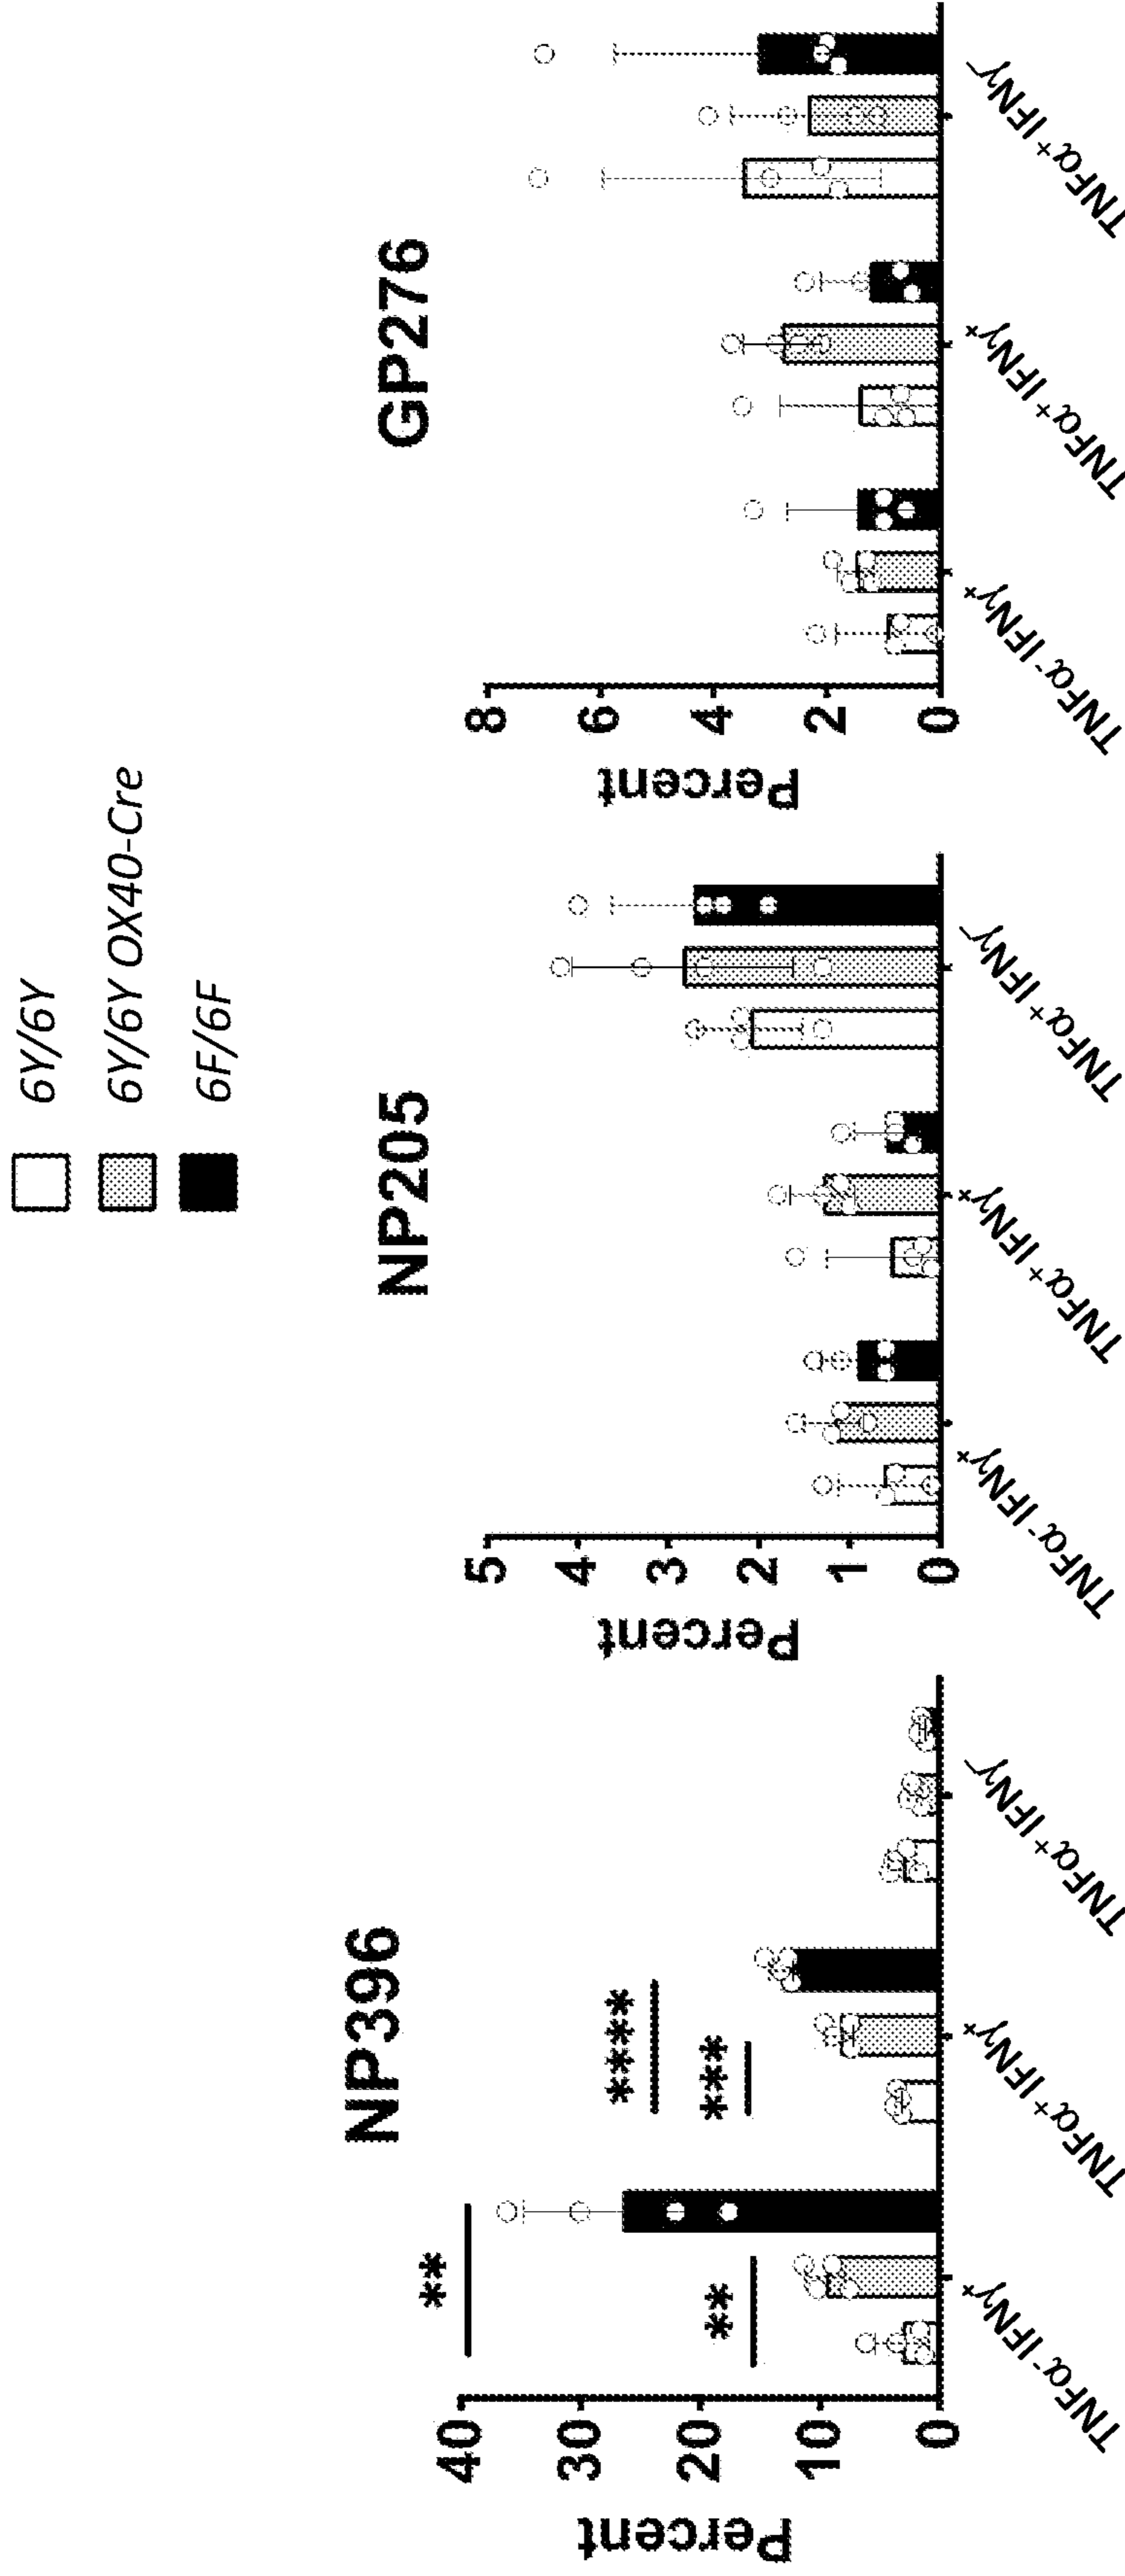 6Y/6Y
6Y/6Y OX40-Cre
6F/6F
NP396
Percent
40
30
20
10
0
**
**
****
***
TNFα⁻IFNγ⁺
TNFα⁺IFNγ⁺
TNFα⁺IFNγ⁻
NP205
Percent
5
4
3
2
1
0
TNFα⁻IFNγ⁺
TNFα⁺IFNγ⁺
TNFα⁺IFNγ⁻
GP276
Percent
8
6
4
2
0
TNFα⁻IFNγ⁺
TNFα⁺IFNγ⁺
TNFα⁺IFNγ⁻